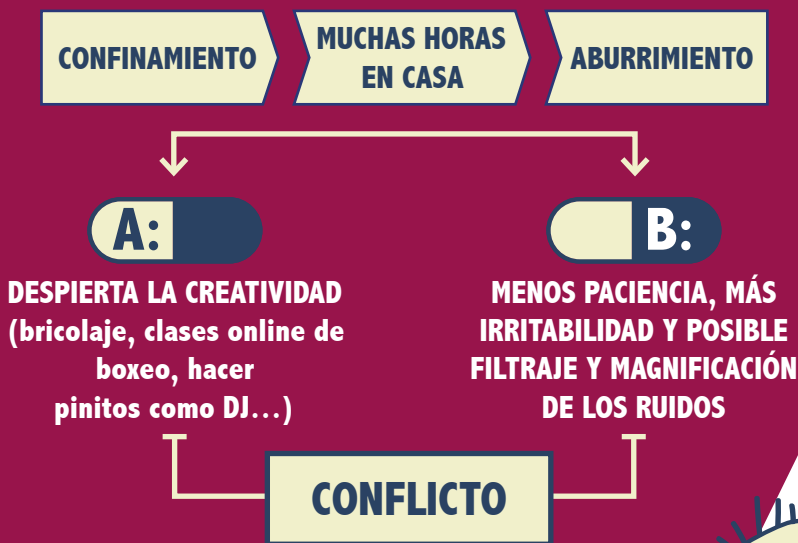 CONFINAMIENTO
MUCHAS HORAS
EN CASA
ABURRIMIENTO
A:
DESPIERTA LA CREATIVIDAD
(bricolaje, clases online de
boxeo, hacer
pinitos como DJ...)
B:
MENOS PACIENCIA, MÁS
IRRITABILIDAD Y POSIBLE
FILTRAJE Y MAGNIFICACIÓN
DE LOS RUIDOS
CONFLICTO